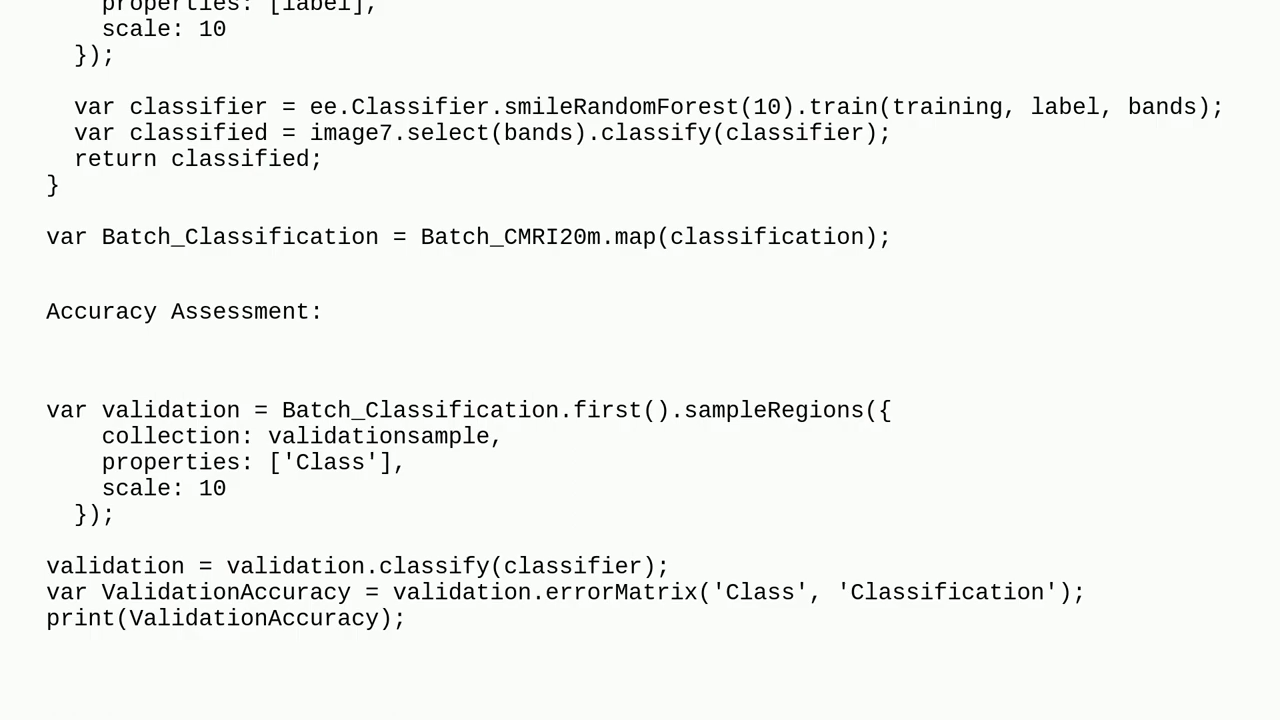 properties: [label],
scale: 10
});
var classifier = ee.Classifier.smileRandomForest(10).train(training, label, bands);
var classified = image7.select(bands).classify(classifier);
return classified;
}
var Batch_Classification = Batch_CMRI20m.map(classification);
Accuracy Assessment:
var validation = Batch_Classification.first().sampleRegions({
collection: validationsample,
properties: ['Class'],
scale: 10
});
validation = validation.classify(classifier);
var ValidationAccuracy = validation.errorMatrix('Class', 'Classification');
print(ValidationAccuracy);